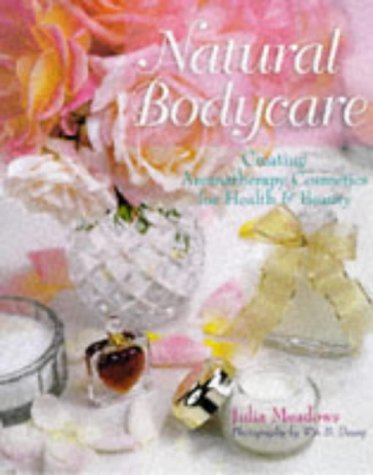 Natural
Bodycare
Creating
Aromatherapy Cosmetics
for Health & Beauty
Julia Meadows
Photography by